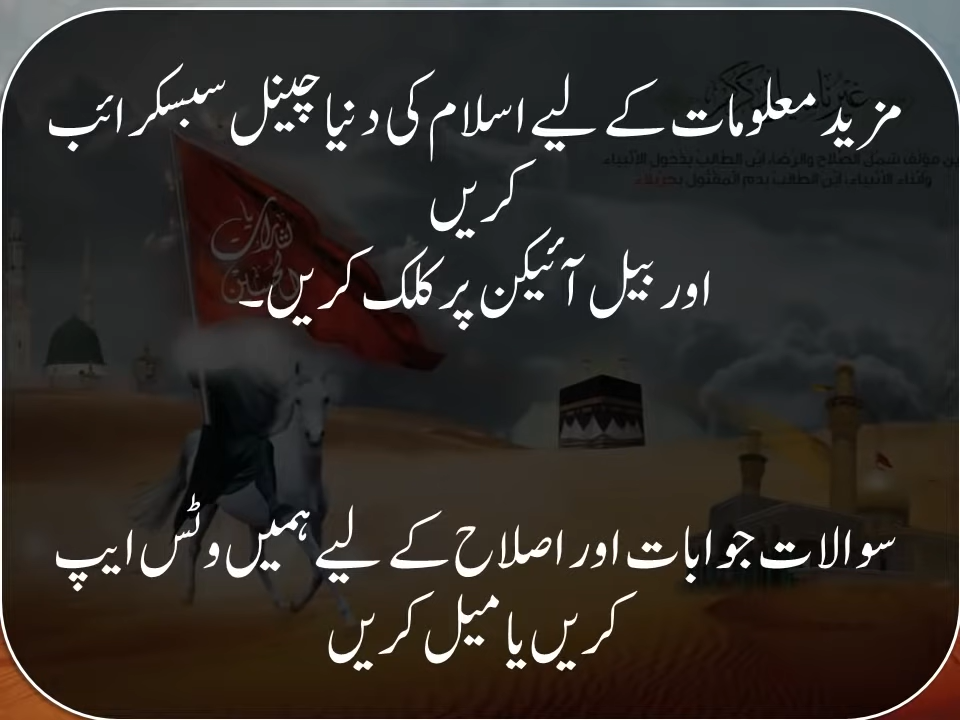 مزید معلومات کے لیے اسلام کی دنیا چینل سبسکرائب
کریں
اور بیل آئیکن پر کلک کریں۔
سوالات جوابات اور اصلاح کے لیے ہمیں وٹس ایپ
کریں یا میل کریں